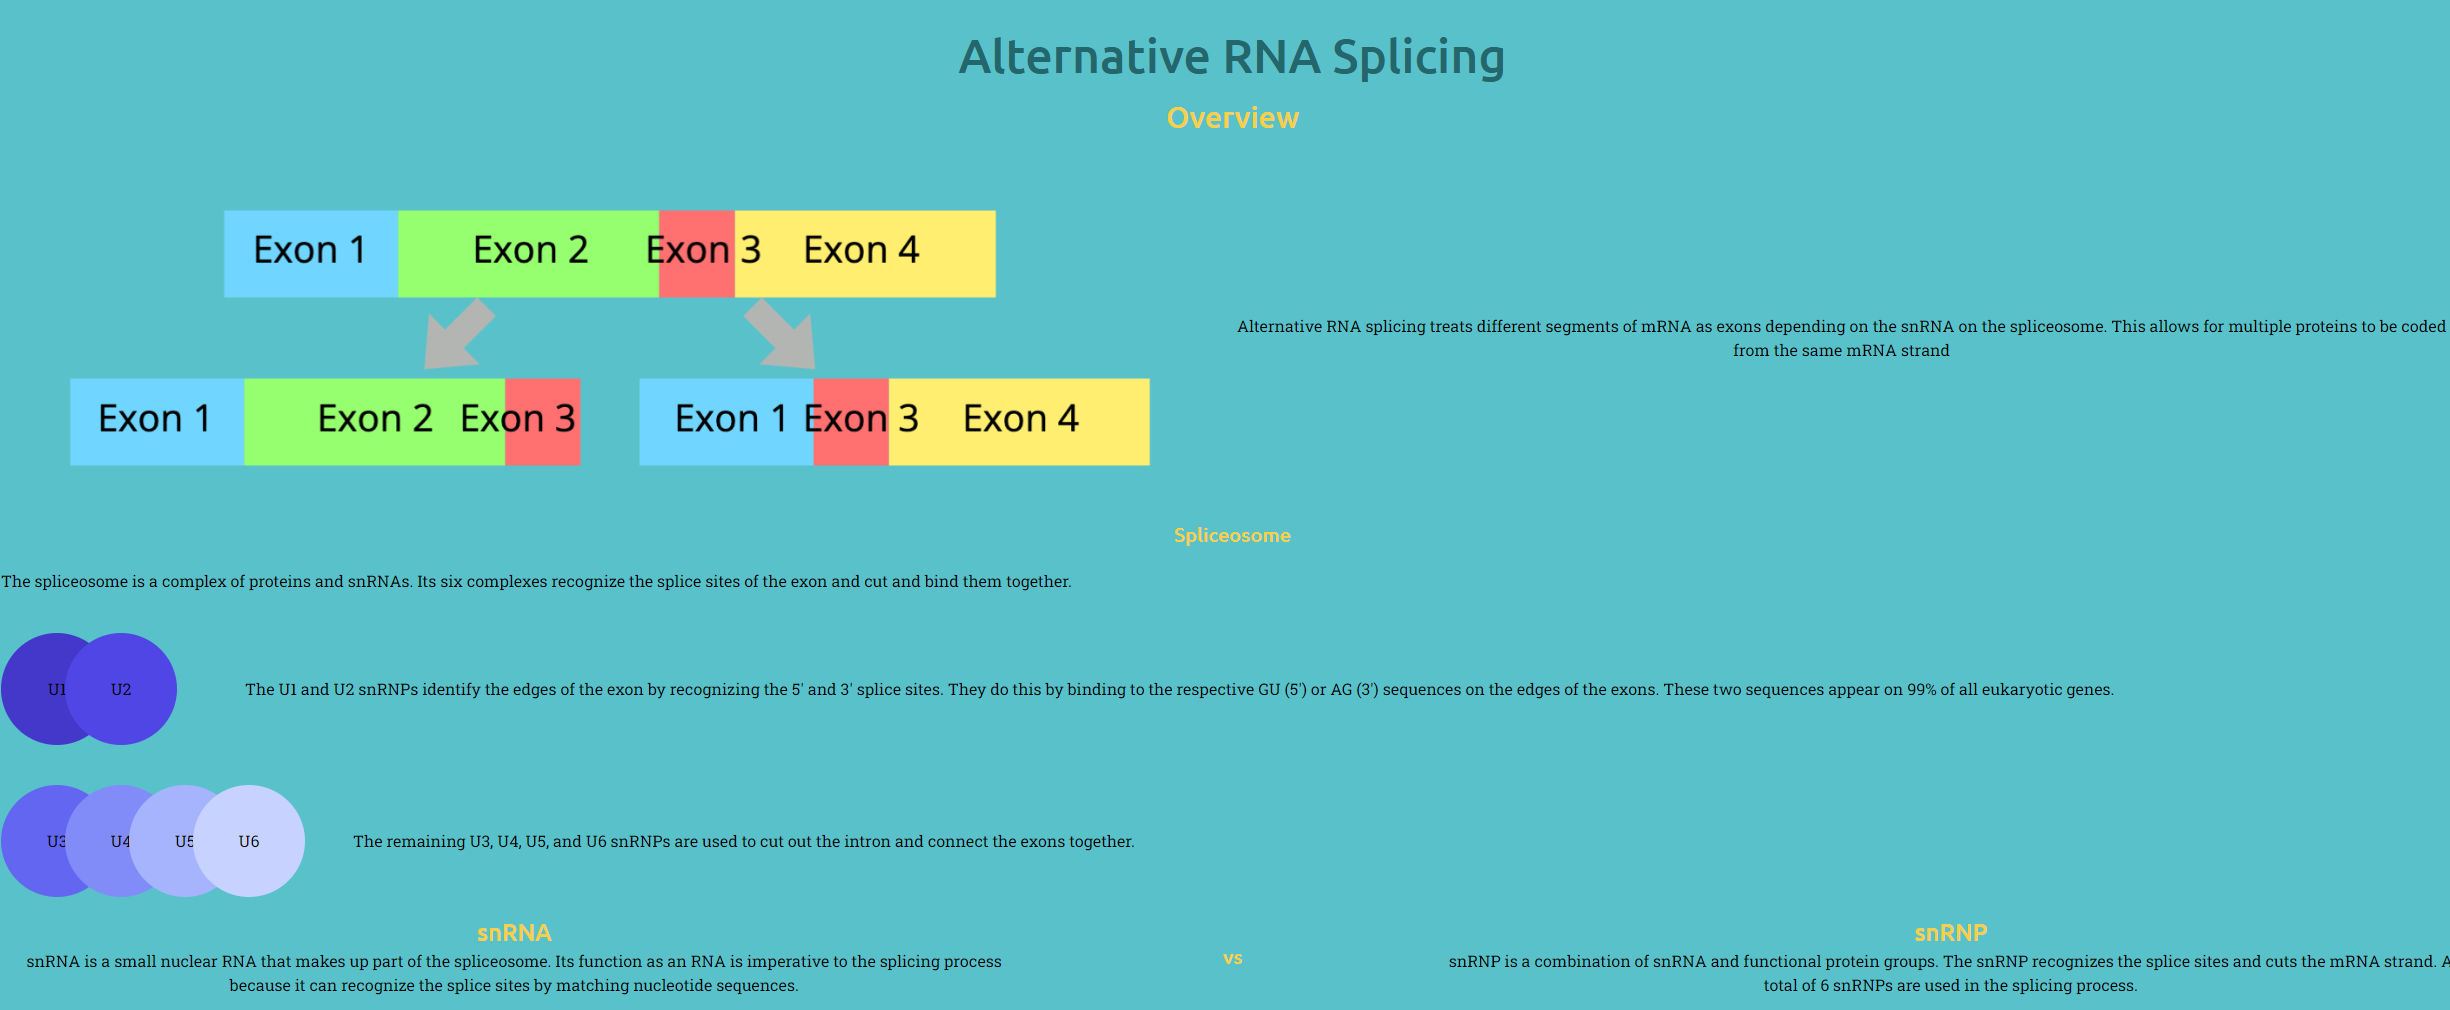 Alternative RNA Splicing
Overview
Exon 1 Exon 2 Exon 3 Exon 4
Exon 1 Exon 2 Exon 3 Exon 1 Exon 3 Exon 4
Alternative RNA splicing treats different segments of mRNA as exons depending on the snRNA on the spliceosome. This allows for multiple proteins to be coded
from the same mRNA strand
Spliceosome
The spliceosome is a complex of proteins and snRNAs. Its six complexes recognize the splice sites of the exon and cut and bind them together.
U1 U2
The U1 and U2 snRNPs identify the edges of the exon by recognizing the 5' and 3' splice sites. They do this by binding to the respective GU (5') or AG (3') sequences on the edges of the exons. These two sequences appear on 99% of all eukaryotic genes.
U3 U4 U5 U6
The remaining U3, U4, U5, and U6 snRNPs are used to cut out the intron and connect the exons together.
snRNA
snRNA is a small nuclear RNA that makes up part of the spliceosome. Its function as an RNA is imperative to the splicing process
because it can recognize the splice sites by matching nucleotide sequences.
vs
snRNP
snRNP is a combination of snRNA and functional protein groups. The snRNP recognizes the splice sites and cuts the mRNA strand. A
total of 6 snRNPs are used in the splicing process.